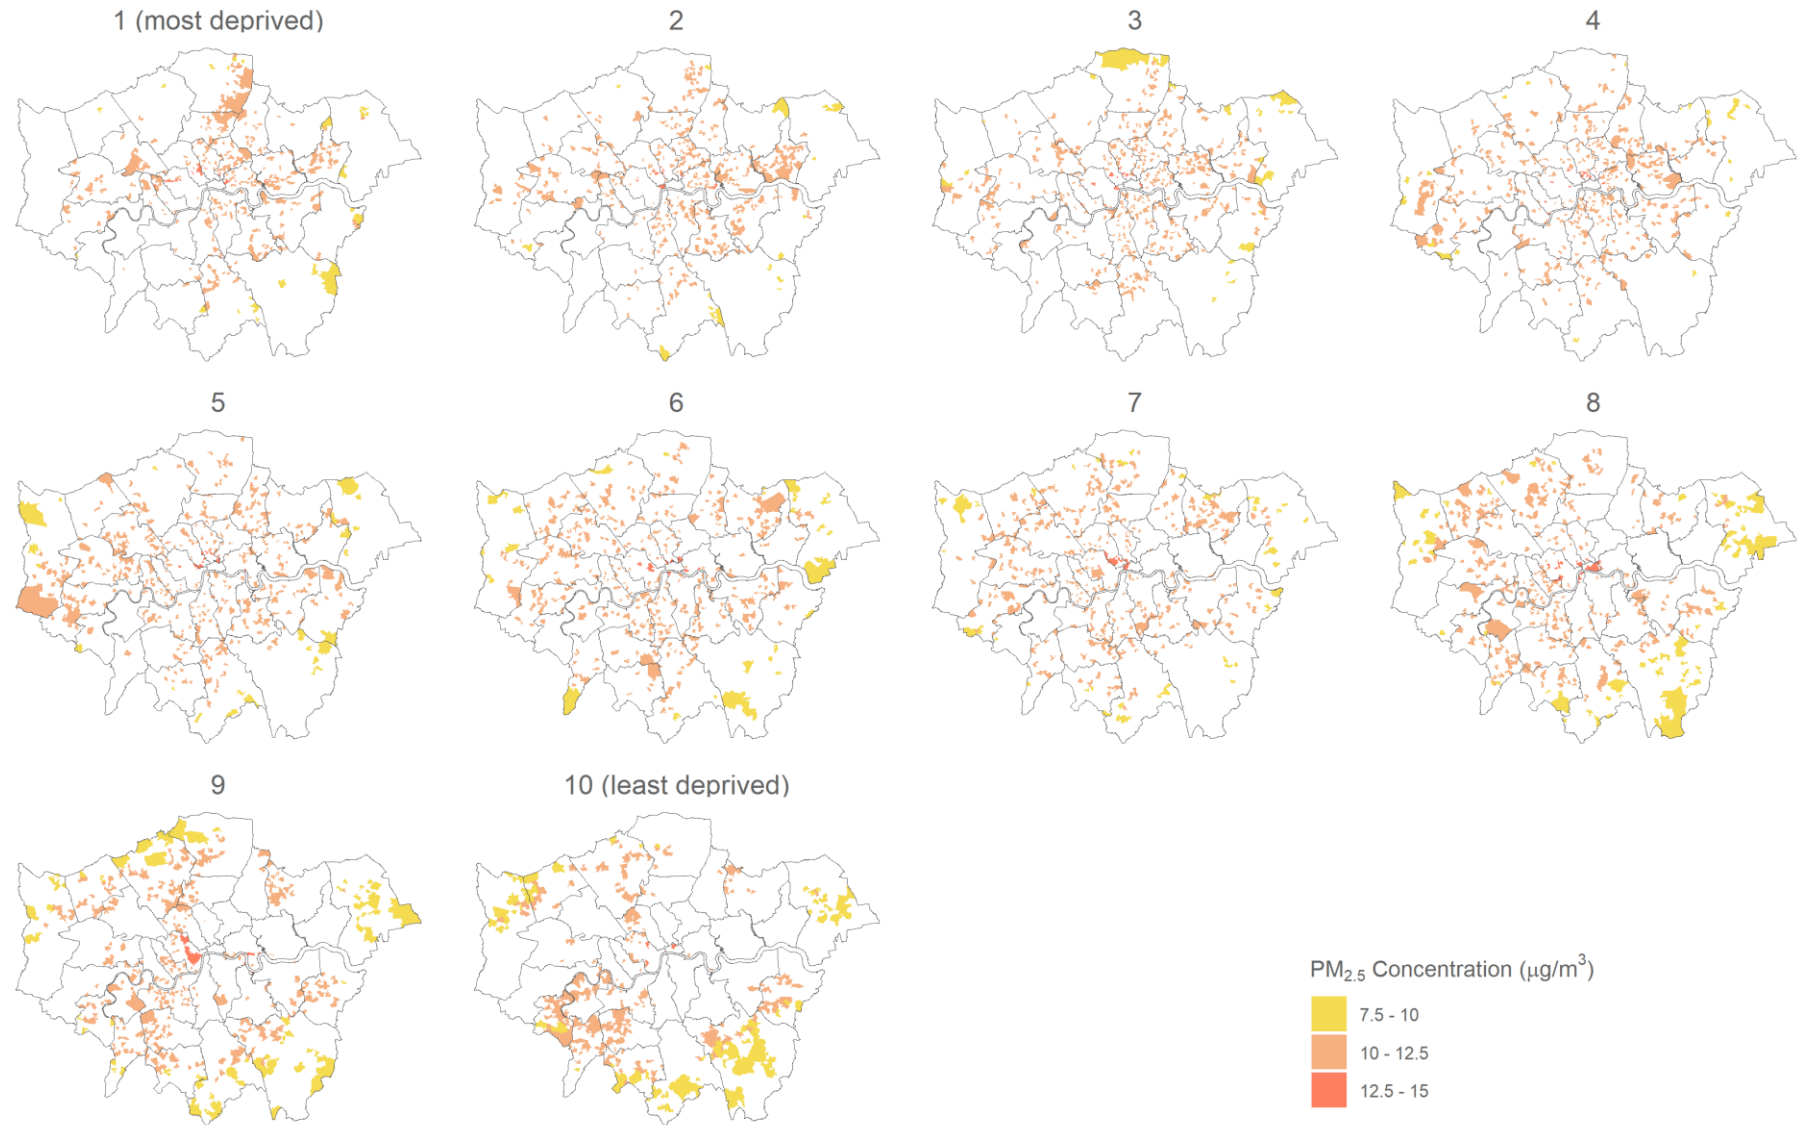 1 (most deprived)
2
3
4
5
6
7
8
9
10 (least deprived)
PM2.5 Concentration (μg/m³)
7.5 - 10
10 - 12.5
12.5 - 15